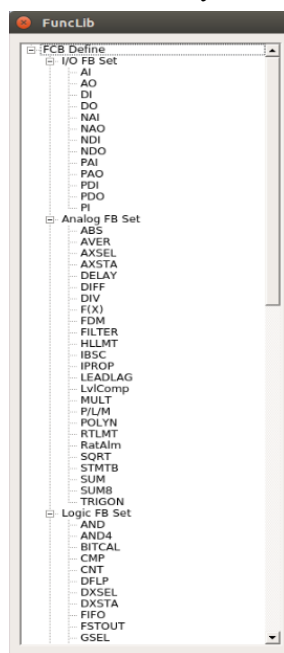 FuncLib
FCB Define
I/O FB Set
AI
AO
DI
DO
NAI
NAO
NDI
NDO
PAI
PAO
PDI
PDO
PI
Analog FB Set
ABS
AVER
AXSEL
AXSTA
DELAY
DIFF
DIV
F(X)
FDM
FILTER
HLLMT
IBSC
IPROP
LEADLAG
LvlComp
MULT
P/L/M
POLYN
RTLMT
RatAlm
SQRT
STMTB
SUM
SUM8
TRIGON
Logic FB Set
AND
AND4
BITCAL
CMP
CNT
DFLP
DXSEL
DXSTA
FIFO
FSTOUT
GSEL